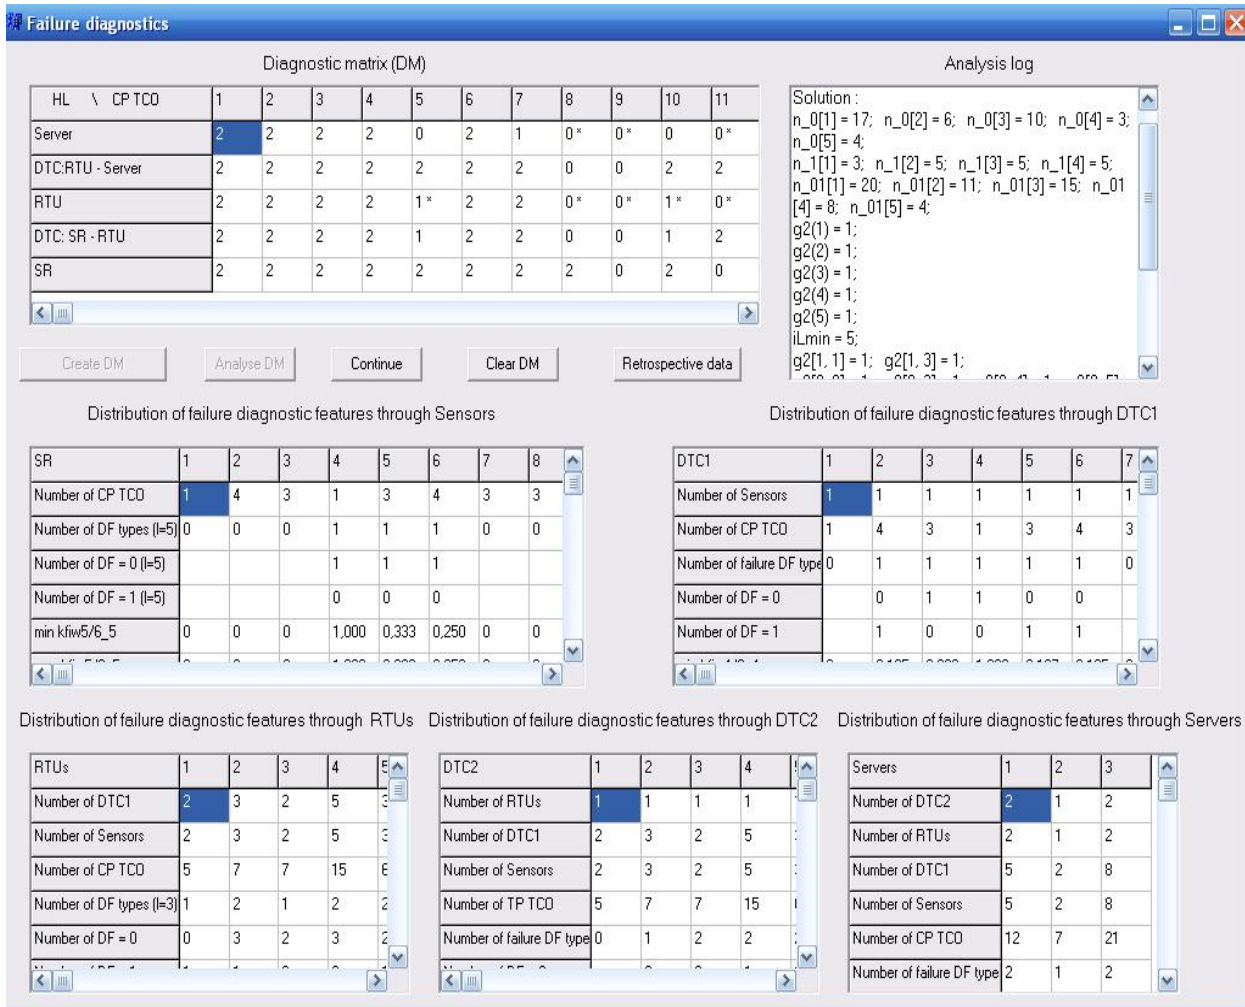 Failure diagnostics
Diagnostic matrix (DM)
HL \ CP TCO 1 2 3 4 5 6 7 8 9 10 11
Server 2 2 2 2 0 2 1 0* 0* 0 0*
DTC:RTU - Server 2 2 2 2 2 2 2 0 0 2 2
RTU 2 2 2 2 1* 2 2 0* 0* 1* 0*
DTC: SR - RTU 2 2 2 2 1 2 2 0 0 1 2
SR 2 2 2 2 2 2 2 2 0 2 0
Analysis log
Solution :
n_0[1] = 17; n_0[2] = 6; n_0[3] = 10; n_0[4] = 3;
n_0[5] = 4;
n_1[1] = 3; n_1[2] = 5; n_1[3] = 5; n_1[4] = 5;
n_01[1] = 20; n_01[2] = 11; n_01[3] = 15; n_01
[4] = 8; n_01[5] = 4;
g2(1) = 1;
g2(2) = 1;
g2(3) = 1;
g2(4) = 1;
g2(5) = 1;
iLmin = 5;
g2[1, 1] = 1; g2[1, 3] = 1;
Create DM Analyse DM Continue Clear DM Retrospective data
Distribution of failure diagnostic features through Sensors
SR 1 2 3 4 5 6 7 8
Number of CP TCO 1 4 3 1 3 4 3 3
Number of DF types (l=5) 0 0 0 1 1 1 0 0
Number of DF = 0 (l=5) 1 1 1
Number of DF = 1 (l=5) 0 0 0
min kfiw5/6_5 0 0 0 1,000 0,333 0,250 0 0
Distribution of failure diagnostic features through DTC1
DTC1 1 2 3 4 5 6 7
Number of Sensors 1 1 1 1 1 1 1
Number of CP TCO 1 4 3 1 3 4 3
Number of failure DF type 0 1 1 1 1 1 0
Number of DF = 0 0 1 1 0 0
Number of DF = 1 1 0 0 1 1
Distribution of failure diagnostic features through RTUs
RTUs 1 2 3 4 5
Number of DTC1 2 3 2 5 3
Number of Sensors 2 3 2 5 3
Number of CP TCO 5 7 7 15
Number of DF types (l=3) 1 2 1 2 2
Number of DF = 0 0 3 2 3 2
Distribution of failure diagnostic features through DTC2
DTC2 1 2 3 4
Number of RTUs 1 1 1 1
Number of DTC1 2 3 2 5
Number of Sensors 2 3 2 5
Number of TP TCO 5 7 7 15
Number of failure DF type 0 1 2 2
Distribution of failure diagnostic features through Servers
Servers 1 2 3
Number of DTC2 2 1 2
Number of RTUs 2 1 2
Number of DTC1 5 2 8
Number of Sensors 5 2 8
Number of CP TCO 12 7 21
Number of failure DF type 2 1 2